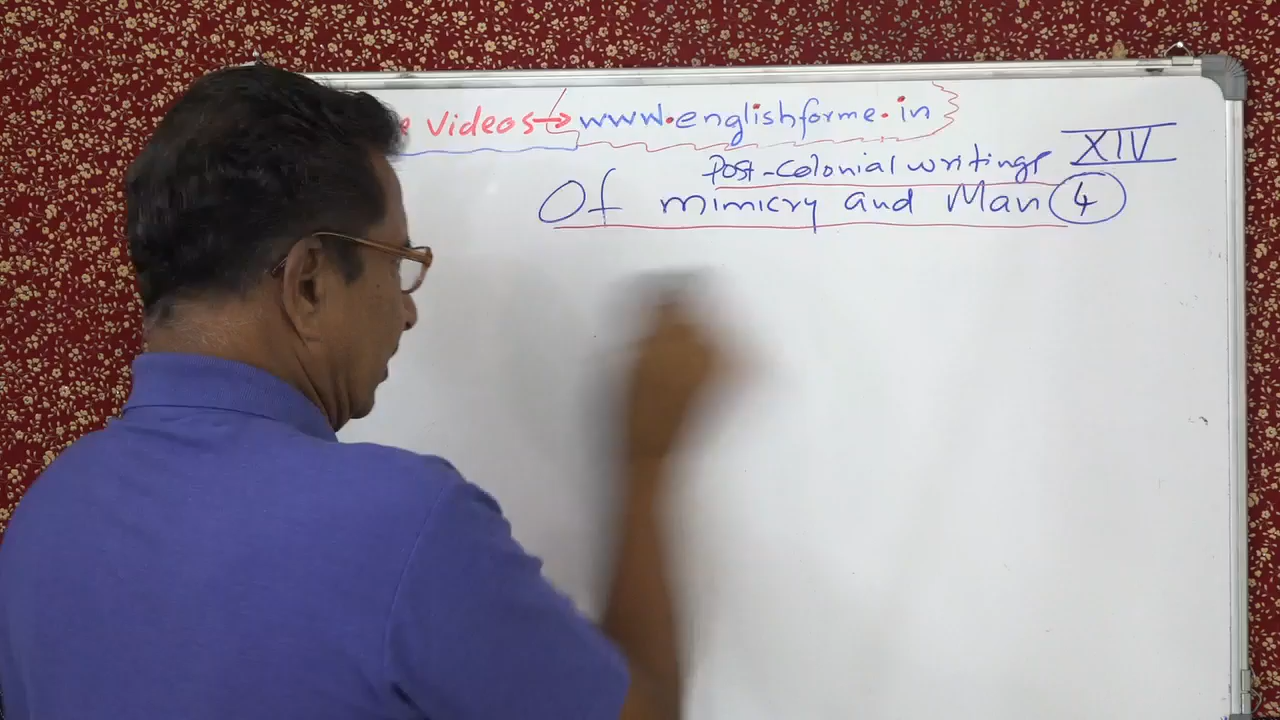 e Videos → www.englishforme.in
Post-Colonial writings XIV
Of mimicry and Man 4